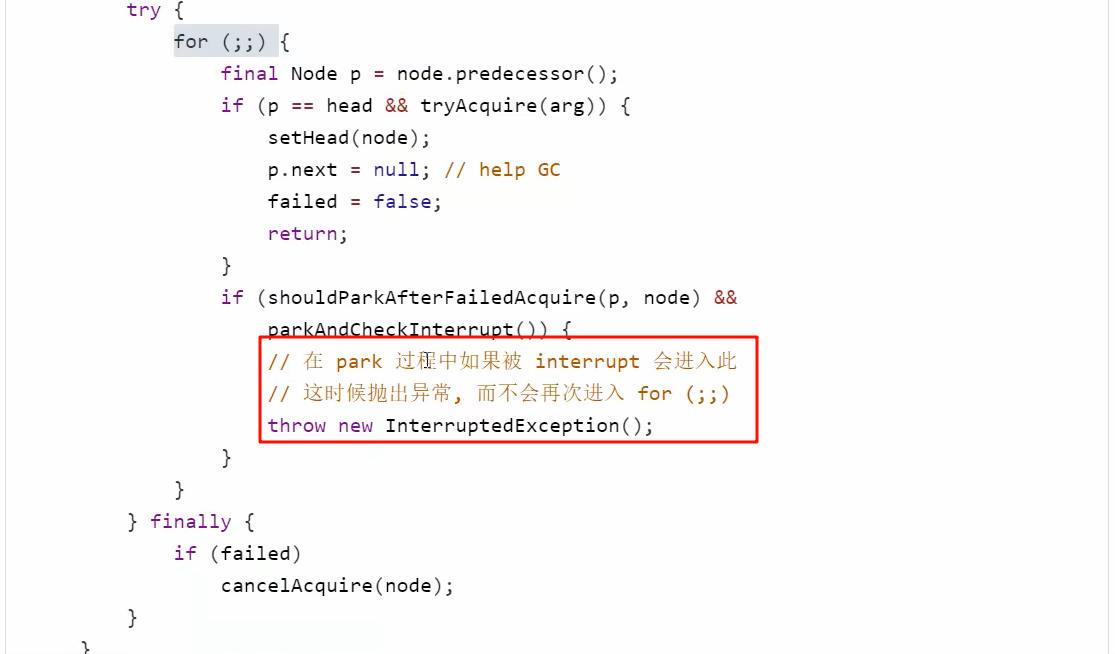 try {
for (;;) {
final Node p = node.predecessor();
if (p == head && tryAcquire(arg)) {
setHead(node);
p.next = null; // help GC
failed = false;
return;
}
if (shouldParkAfterFailedAcquire(p, node) &&
parkAndCheckInterrupt()) {
// 在 park 过程中如果被 interrupt 会进入此
// 这时候抛出异常, 而不会再次进入 for (;;)
throw new InterruptedException();
}
}
} finally {
if (failed)
cancelAcquire(node);
}
}